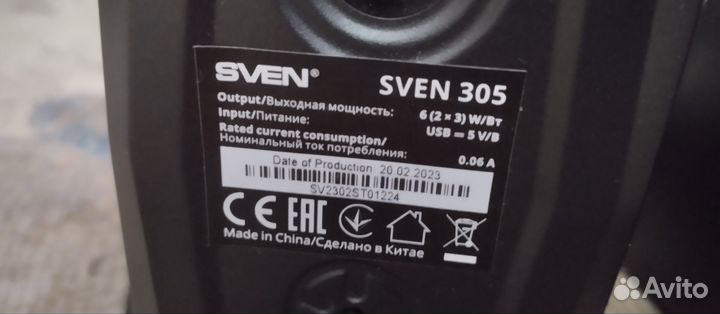 SVEN®
SVEN 305
Output/Выходная мощность: 6 (2 × 3) W/Вт
Input/Питание: USB = 5 V/В
Rated current consumption/
Номинальный ток потребления: 0.06 A
Date of Production 20.02.2023
SV2302ST01224
CE EAC
Made in China/Сделано в Китае
Avito